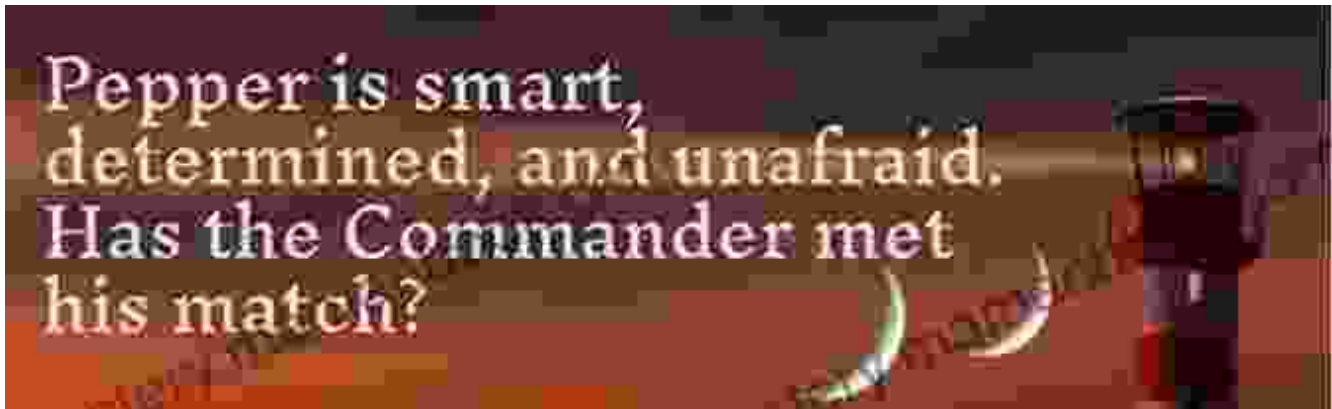 Pepper is smart,
determined, and unafraid.
Has the Commander met
his match?